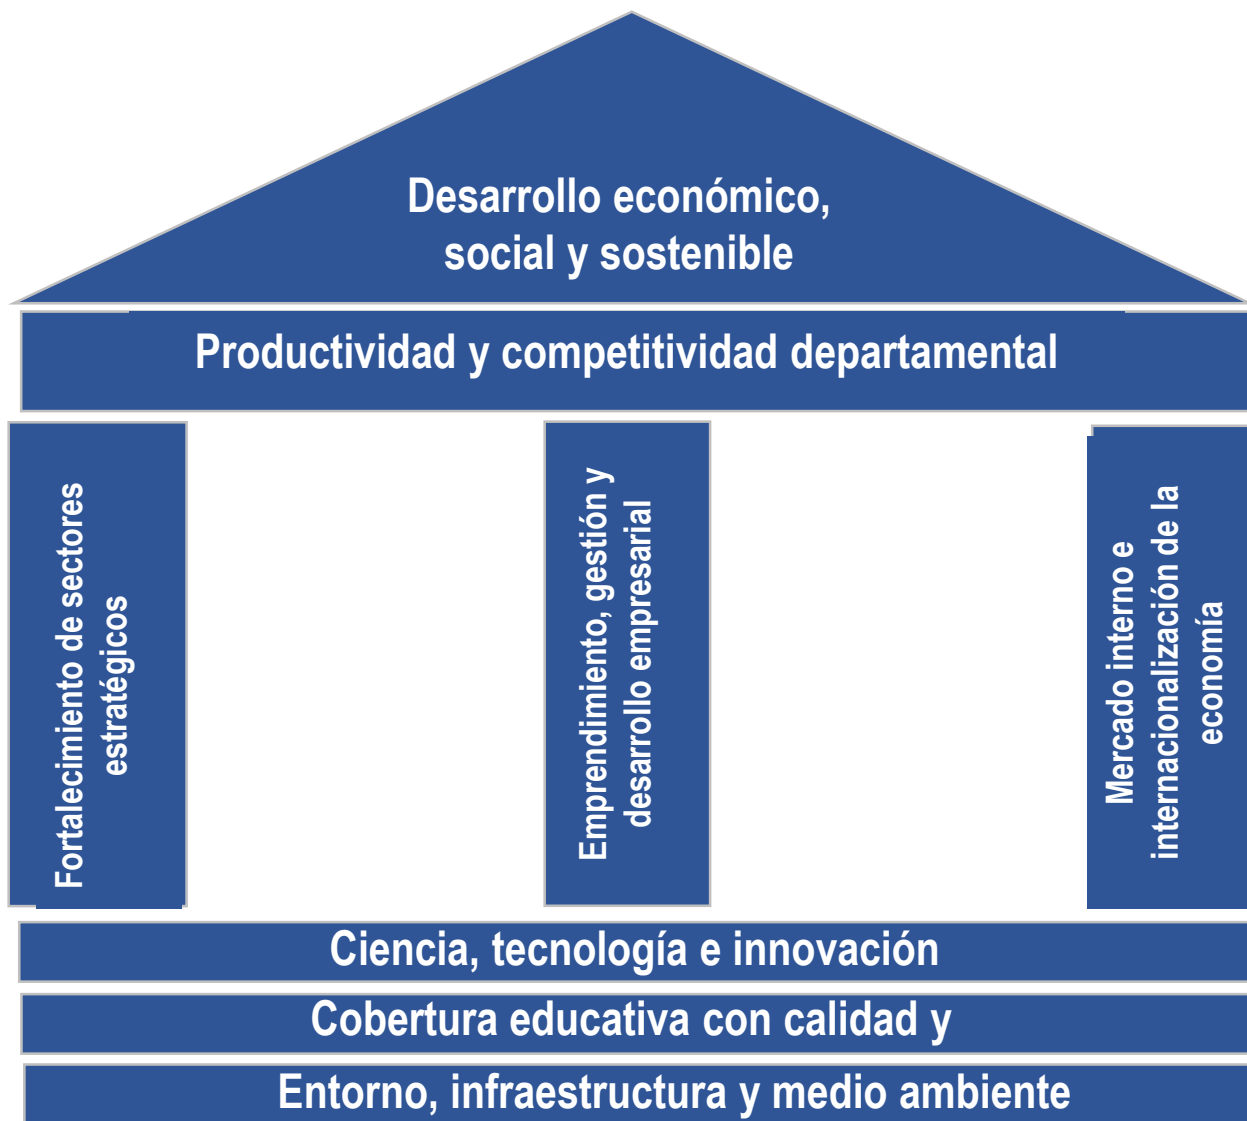 Desarrollo económico,
social y sostenible
Productividad y competitividad departamental
Fortalecimiento de sectores
estratégicos
Emprendimiento, gestión y
desarrollo empresarial
Mercado interno e
internacionalización de la
economía
Ciencia, tecnología e innovación
Cobertura educativa con calidad y
Entorno, infraestructura y medio ambiente